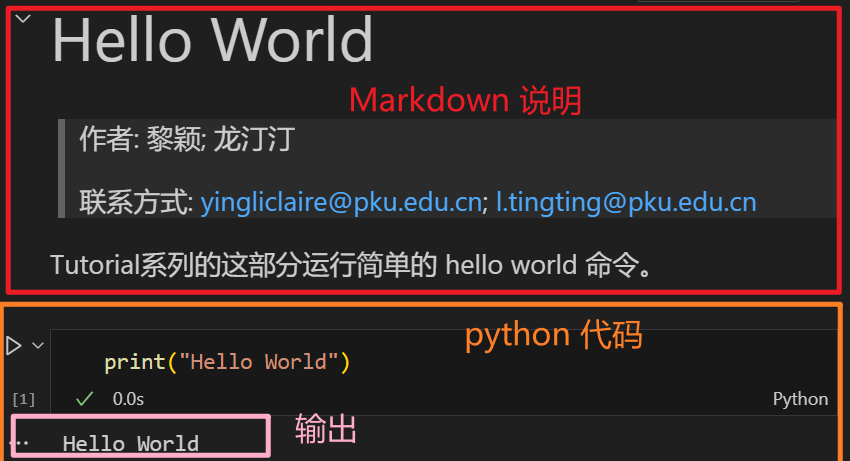 Hello World
Markdown 说明
作者: 黎颖; 龙汀汀
联系方式: yingliclaire@pku.edu.cn; l.tingting@pku.edu.cn
Tutorial系列的这部分运行简单的 hello world 命令。
python 代码
print("Hello World")
[1]
0.0s
Python
输出
Hello World